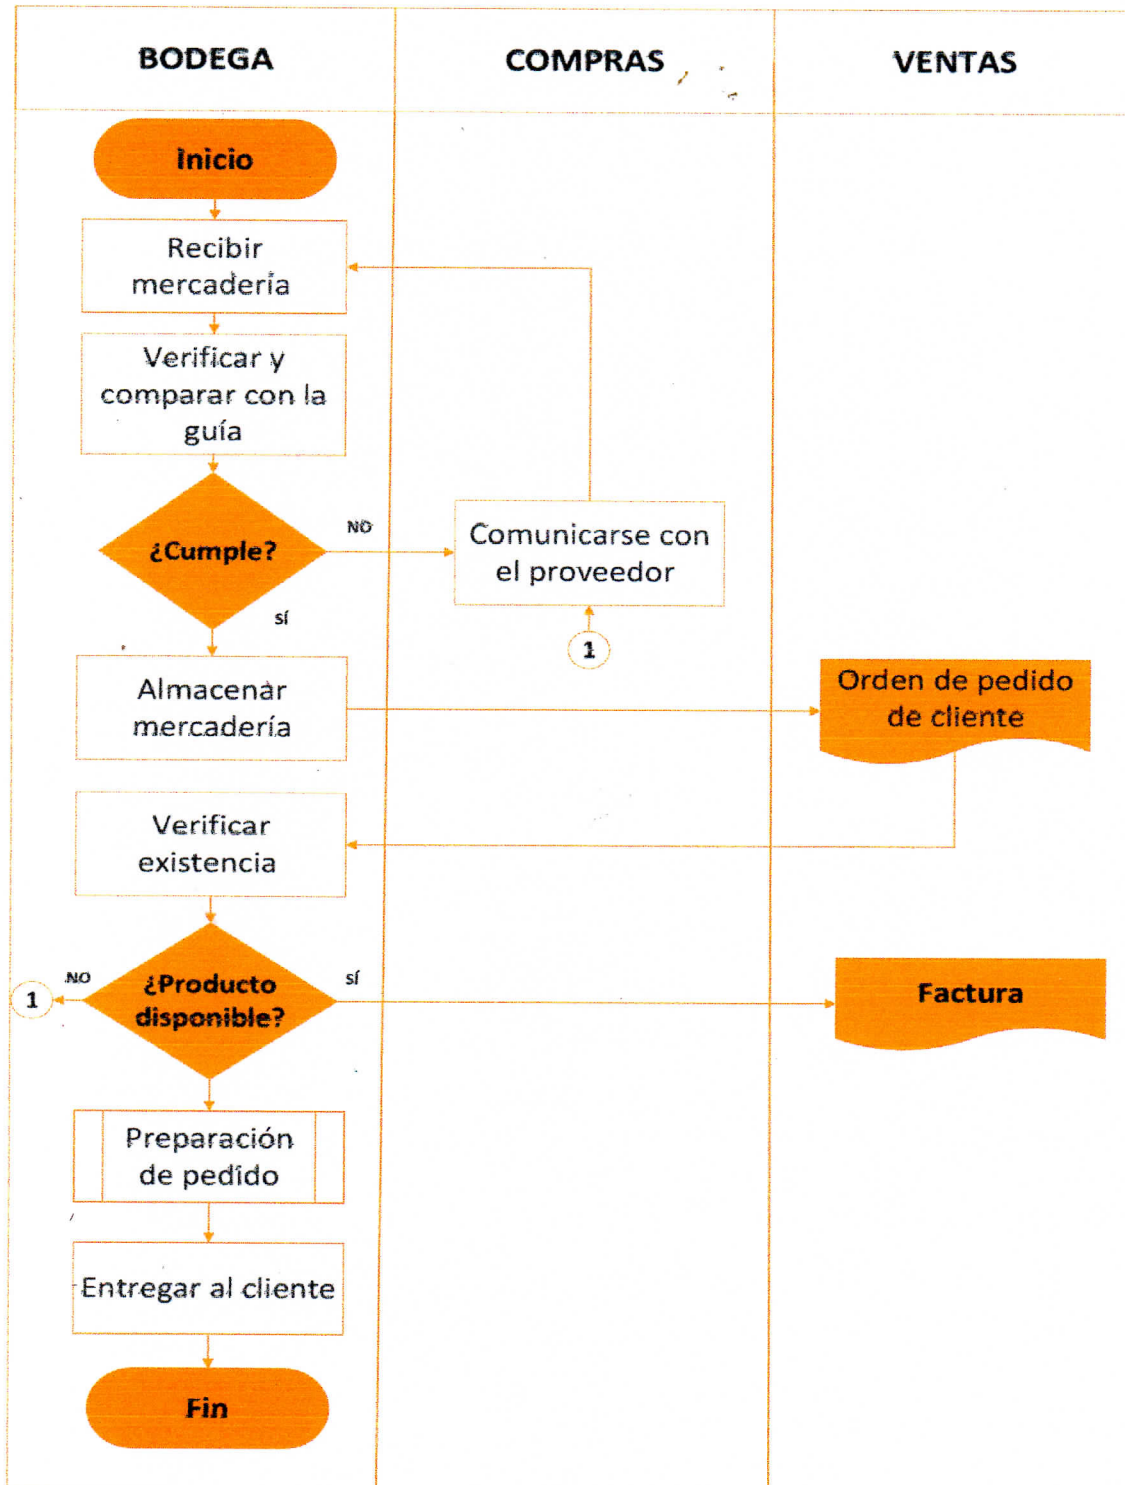 BODEGA
COMPRAS
VENTAS
Inicio
Recibir
mercadería
Verificar y
comparar con la
guía
¿Cumple?
NO
Comunicarse con
el proveedor
sí
1
Almacenar
mercadería
Orden de pedido
de cliente
Verificar
existencia
¿Producto
disponible?
NO
1
sí
Factura
Preparación
de pedido
Entregar al cliente
Fin